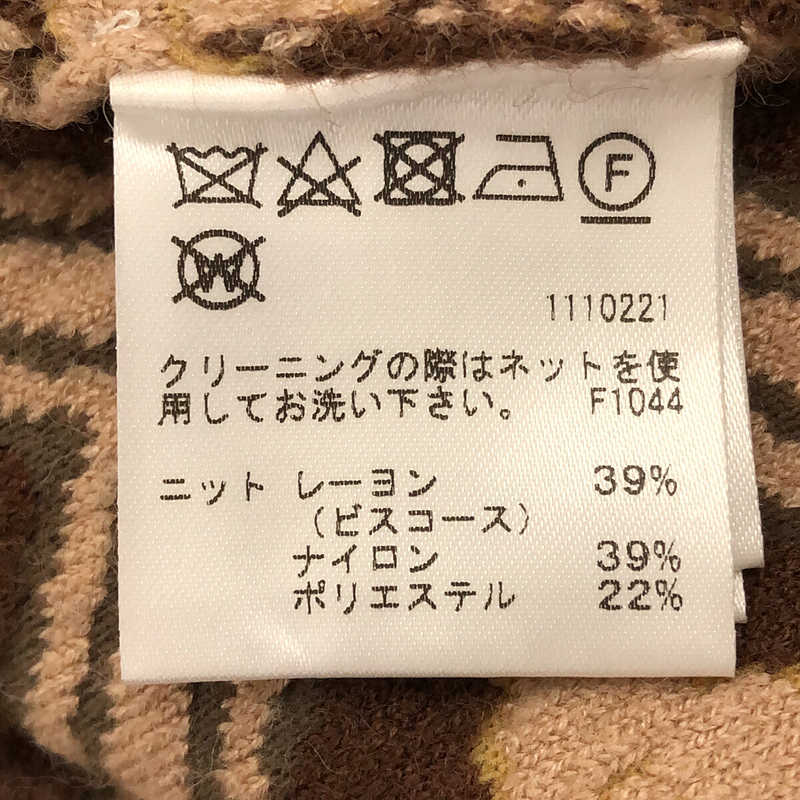 F
W
1110221
クリーニングの際はネットを使
用してお洗い下さい。 F1044
ニット レーヨン 39%
(ビスコース)
ナイロン 39%
ポリエステル 22%